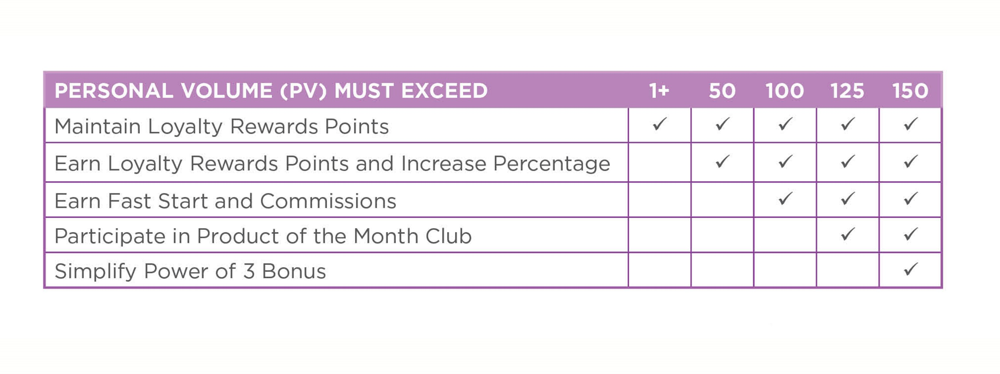 PERSONAL VOLUME (PV) MUST EXCEED 1+ 50 100 125 150
Maintain Loyalty Rewards Points ✓ ✓ ✓ ✓ ✓
Earn Loyalty Rewards Points and Increase Percentage ✓ ✓ ✓ ✓
Earn Fast Start and Commissions ✓ ✓ ✓
Participate in Product of the Month Club ✓ ✓
Simplify Power of 3 Bonus ✓